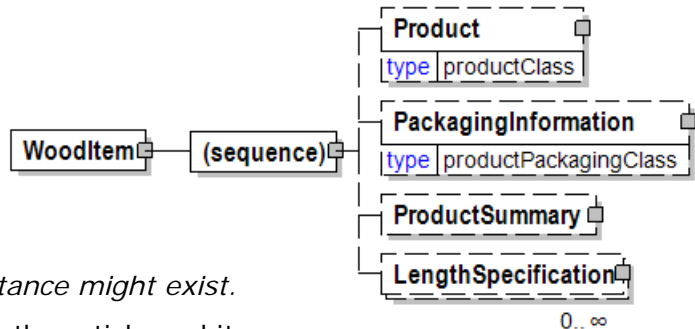 Product
type productClass
PackagingInformation
type productPackagingClass
WoodItem
(sequence)
ProductSummary
LengthSpecification
0..∞
tance might exist.